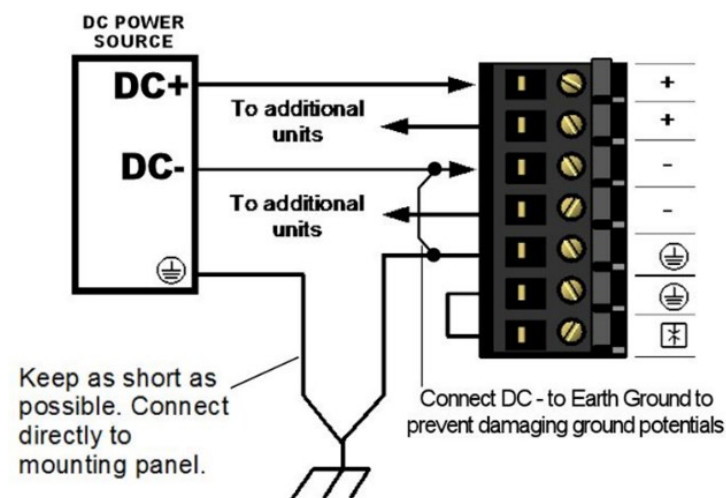 DC POWER
SOURCE
DC+
To additional
units
DC-
To additional
units
+
+
-
-
Keep as short as
possible. Connect
directly to
mounting panel.
Connect DC - to Earth Ground to
prevent damaging ground potentials